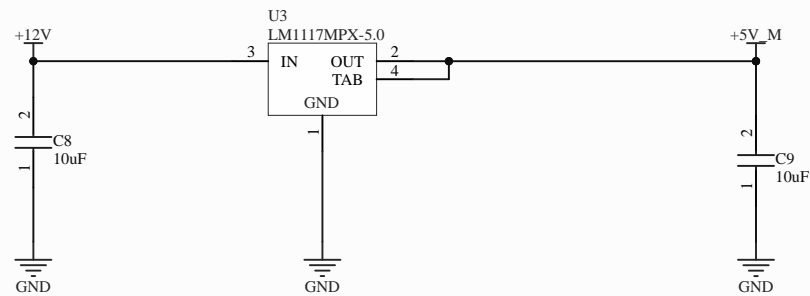 U3
LM1117MPX-5.0
+12V
+5V_M
3
IN
OUT
2
TAB
4
GND
1
2
C8
10uF
1
2
C9
10uF
1
GND
GND
GND